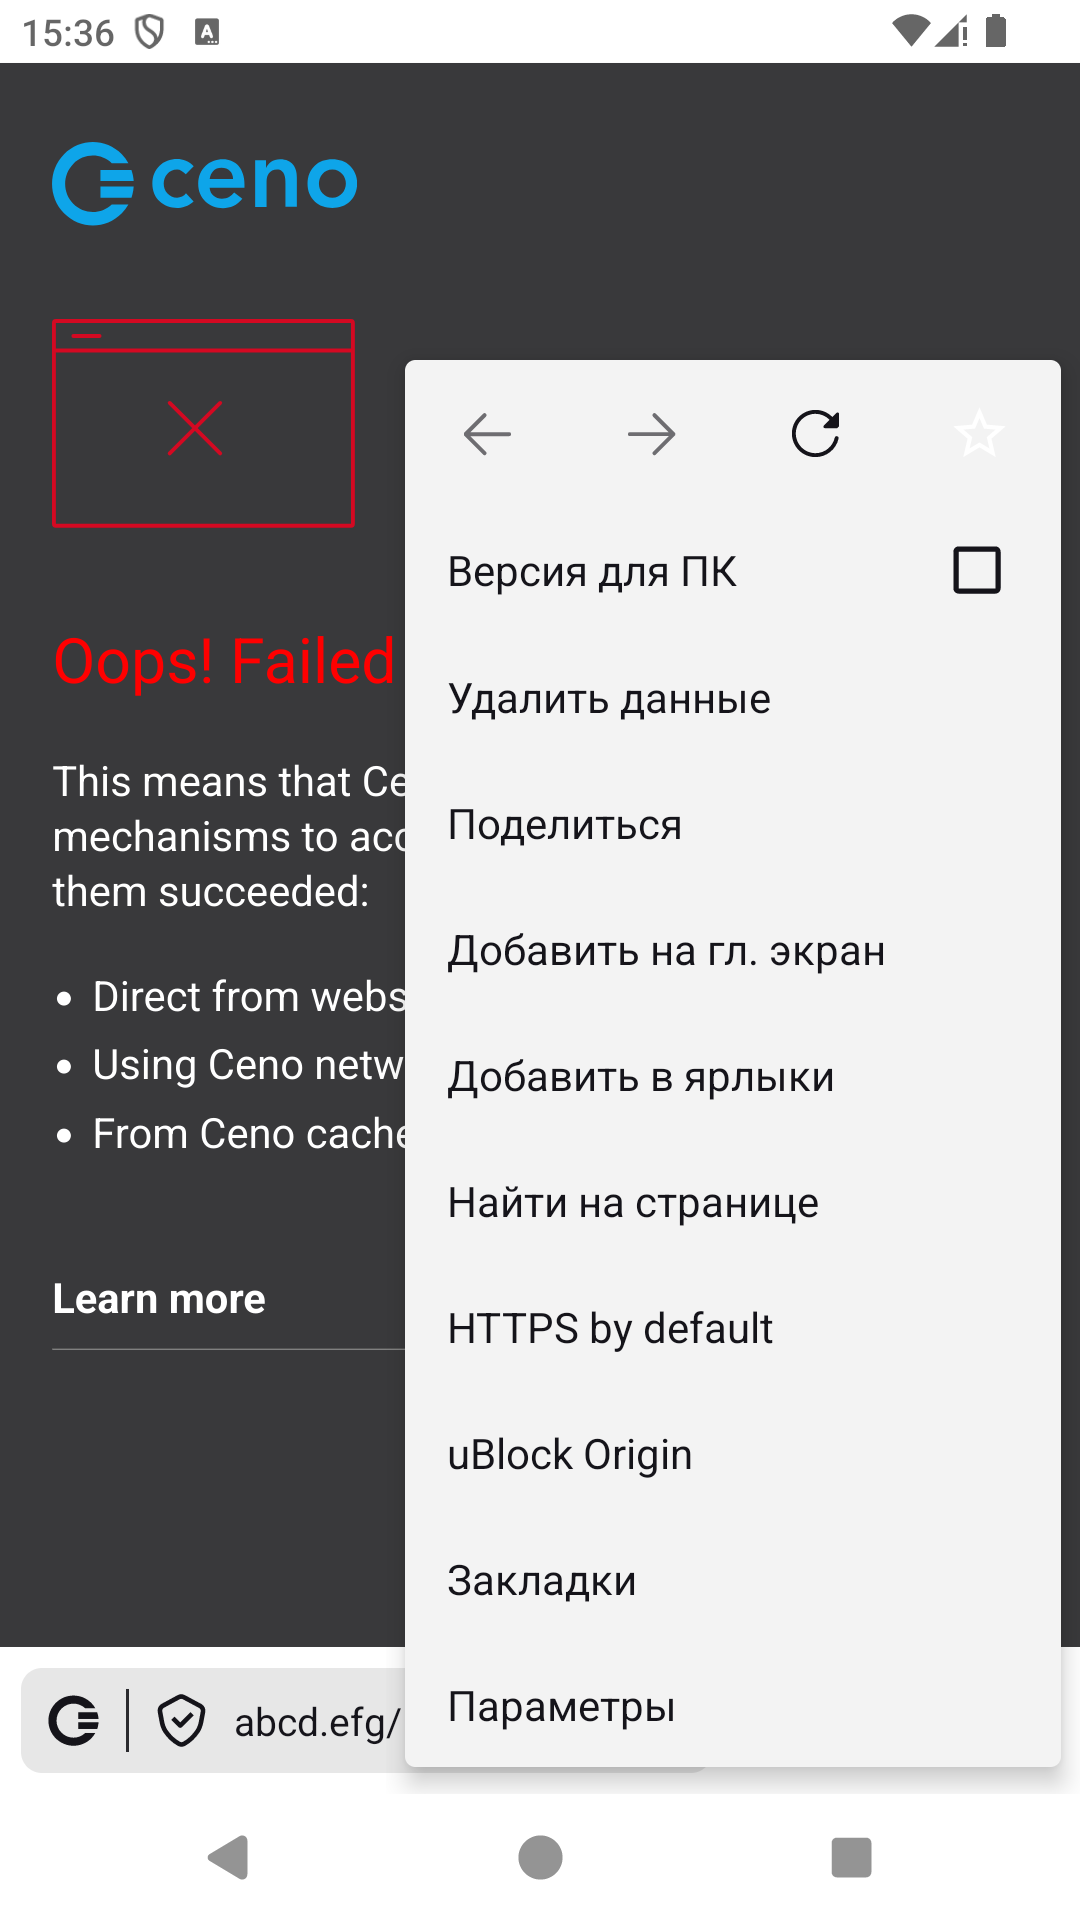 15:36
ceno
Версия для ПК
Oops! Failed
Удалить данные
This means that Ce
Поделиться
mechanisms to acc
them succeeded:
Добавить на гл. экран
Direct from webs
Using Ceno netw
Добавить в ярлыки
From Ceno cache
Найти на странице
Learn more
HTTPS by default
uBlock Origin
Закладки
abcd.efg/
Параметры